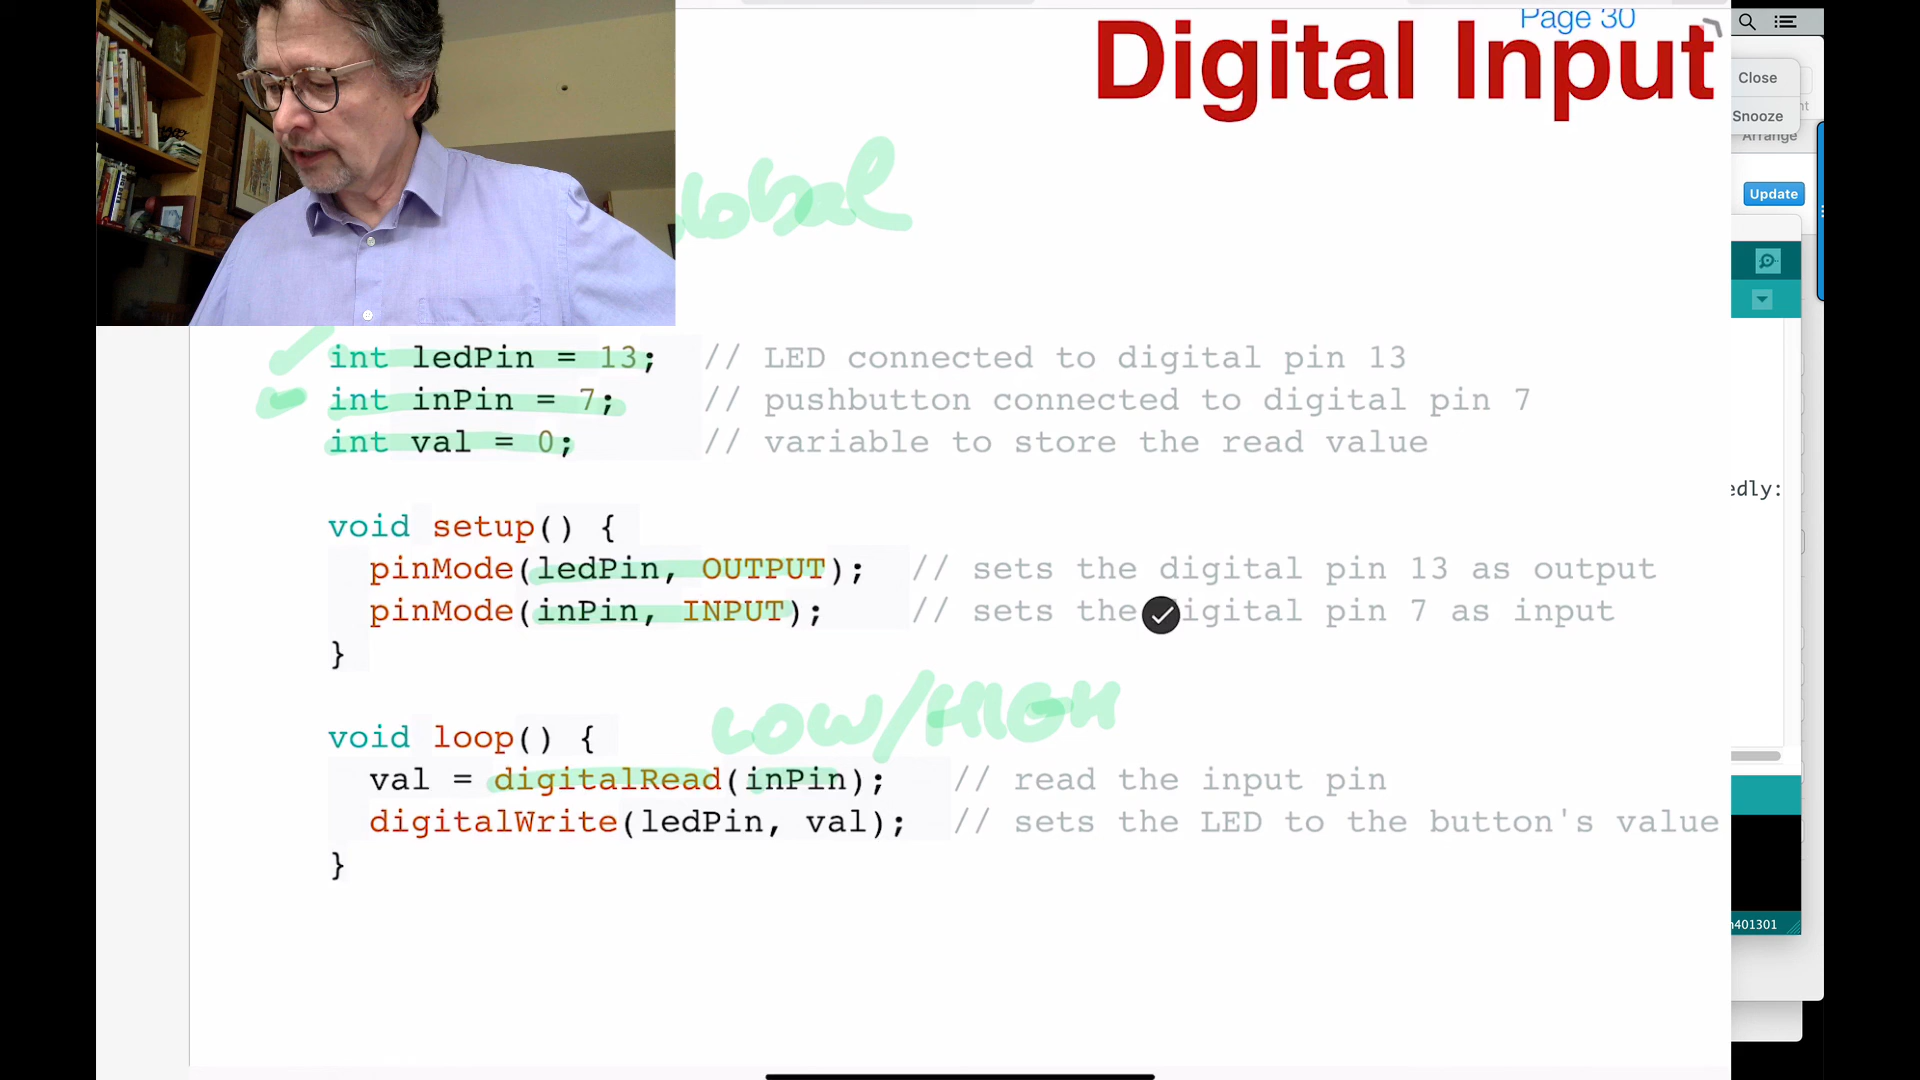 Page 30
Digital Input
Close
Snooze
Arrange
Update
int ledPin = 13; // LED connected to digital pin 13
int inPin = 7; // pushbutton connected to digital pin 7
int val = 0; // variable to store the read value
edly:
void setup() {
pinMode(ledPin, OUTPUT); // sets the digital pin 13 as output
pinMode(inPin, INPUT); // sets the digital pin 7 as input
}
LOW/HIGH
void loop() {
val = digitalRead(inPin); // read the input pin
digitalWrite(ledPin, val); // sets the LED to the button's value
}
401301